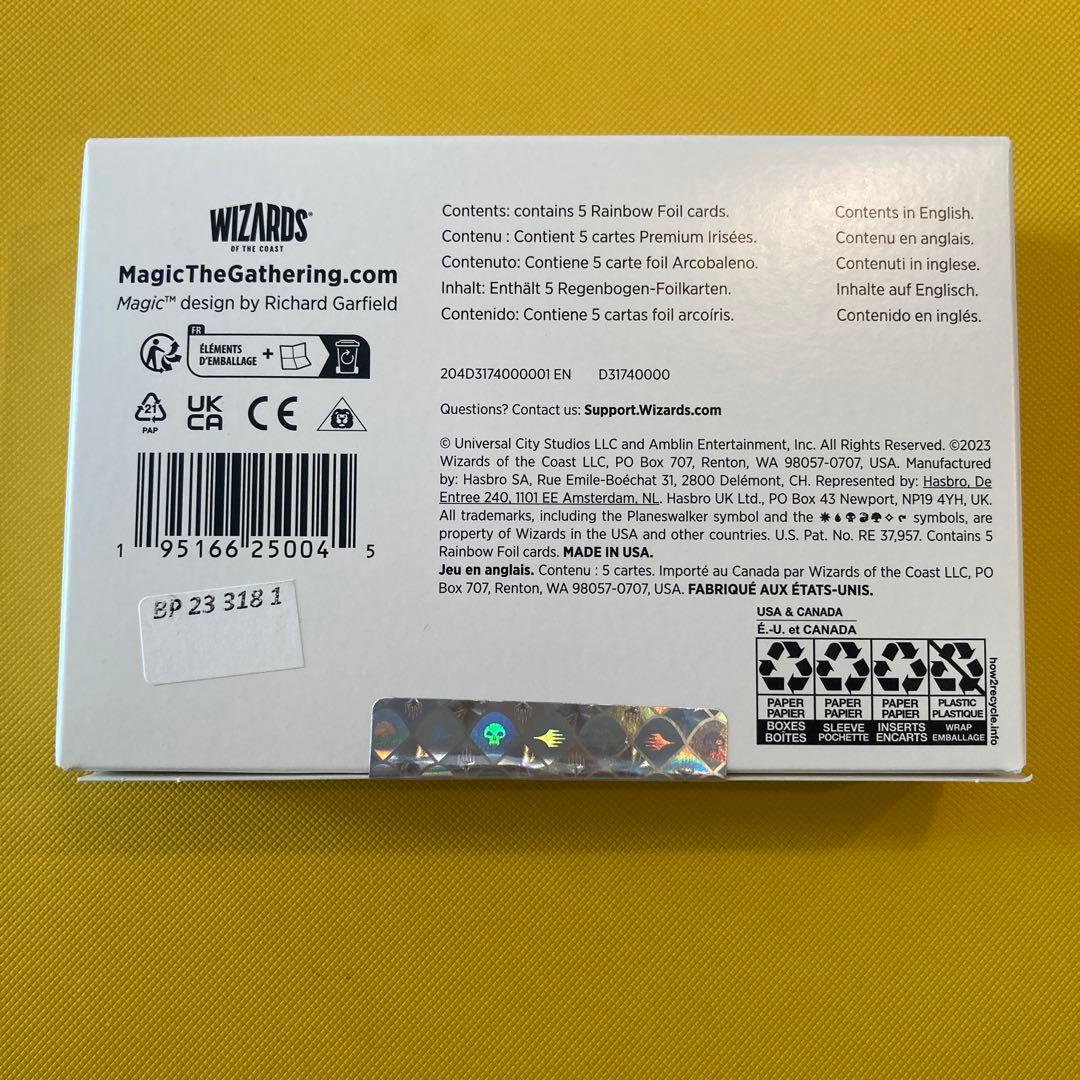 WIZARDS®
OF THE COAST
MagicTheGathering.com
Magic™ design by Richard Garfield
FR
ÉLÉMENTS
D'EMBALLAGE
+
21
PAP
UK
CA
CE
1 95166 25004 5
BP 23 318 1
Contents: contains 5 Rainbow Foil cards.
Contenu : Contient 5 cartes Premium Irisées.
Contenuto: Contiene 5 carte foil Arcobaleno.
Inhalt: Enthält 5 Regenbogen-Foilkarten.
Contenido: Contiene 5 cartas foil arcoíris.
Contents in English.
Contenu en anglais.
Contenuti in inglese.
Inhalte auf Englisch.
Contenido en inglés.
204D3174000001 EN D31740000
Questions? Contact us: Support.Wizards.com
© Universal City Studios LLC and Amblin Entertainment, Inc. All Rights Reserved. ©2023
Wizards of the Coast LLC, PO Box 707, Renton, WA 98057-0707, USA. Manufactured
by: Hasbro SA, Rue Emile-Boéchat 31, 2800 Delémont, CH. Represented by: Hasbro, De
Entree 240, 1101 EE Amsterdam, NL. Hasbro UK Ltd., PO Box 43 Newport, NP19 4YH, UK.
All trademarks, including the Planeswalker symbol and the symbols, are
property of Wizards in the USA and other countries. U.S. Pat. No. RE 37,957. Contains 5
Rainbow Foil cards. MADE IN USA.
Jeu en anglais. Contenu : 5 cartes. Importé au Canada par Wizards of the Coast LLC, PO
Box 707, Renton, WA 98057-0707, USA. FABRIQUÉ AUX ÉTATS-UNIS.
USA & CANADA
É.-U. et CANADA
PAPER PAPER PAPER PLASTIC
PAPIER PAPIER PAPIER PLASTIQUE
BOXES SLEEVE INSERTS WRAP
BOÎTES POCHETTE ENCARTS EMBALLAGE
how2recycle.info